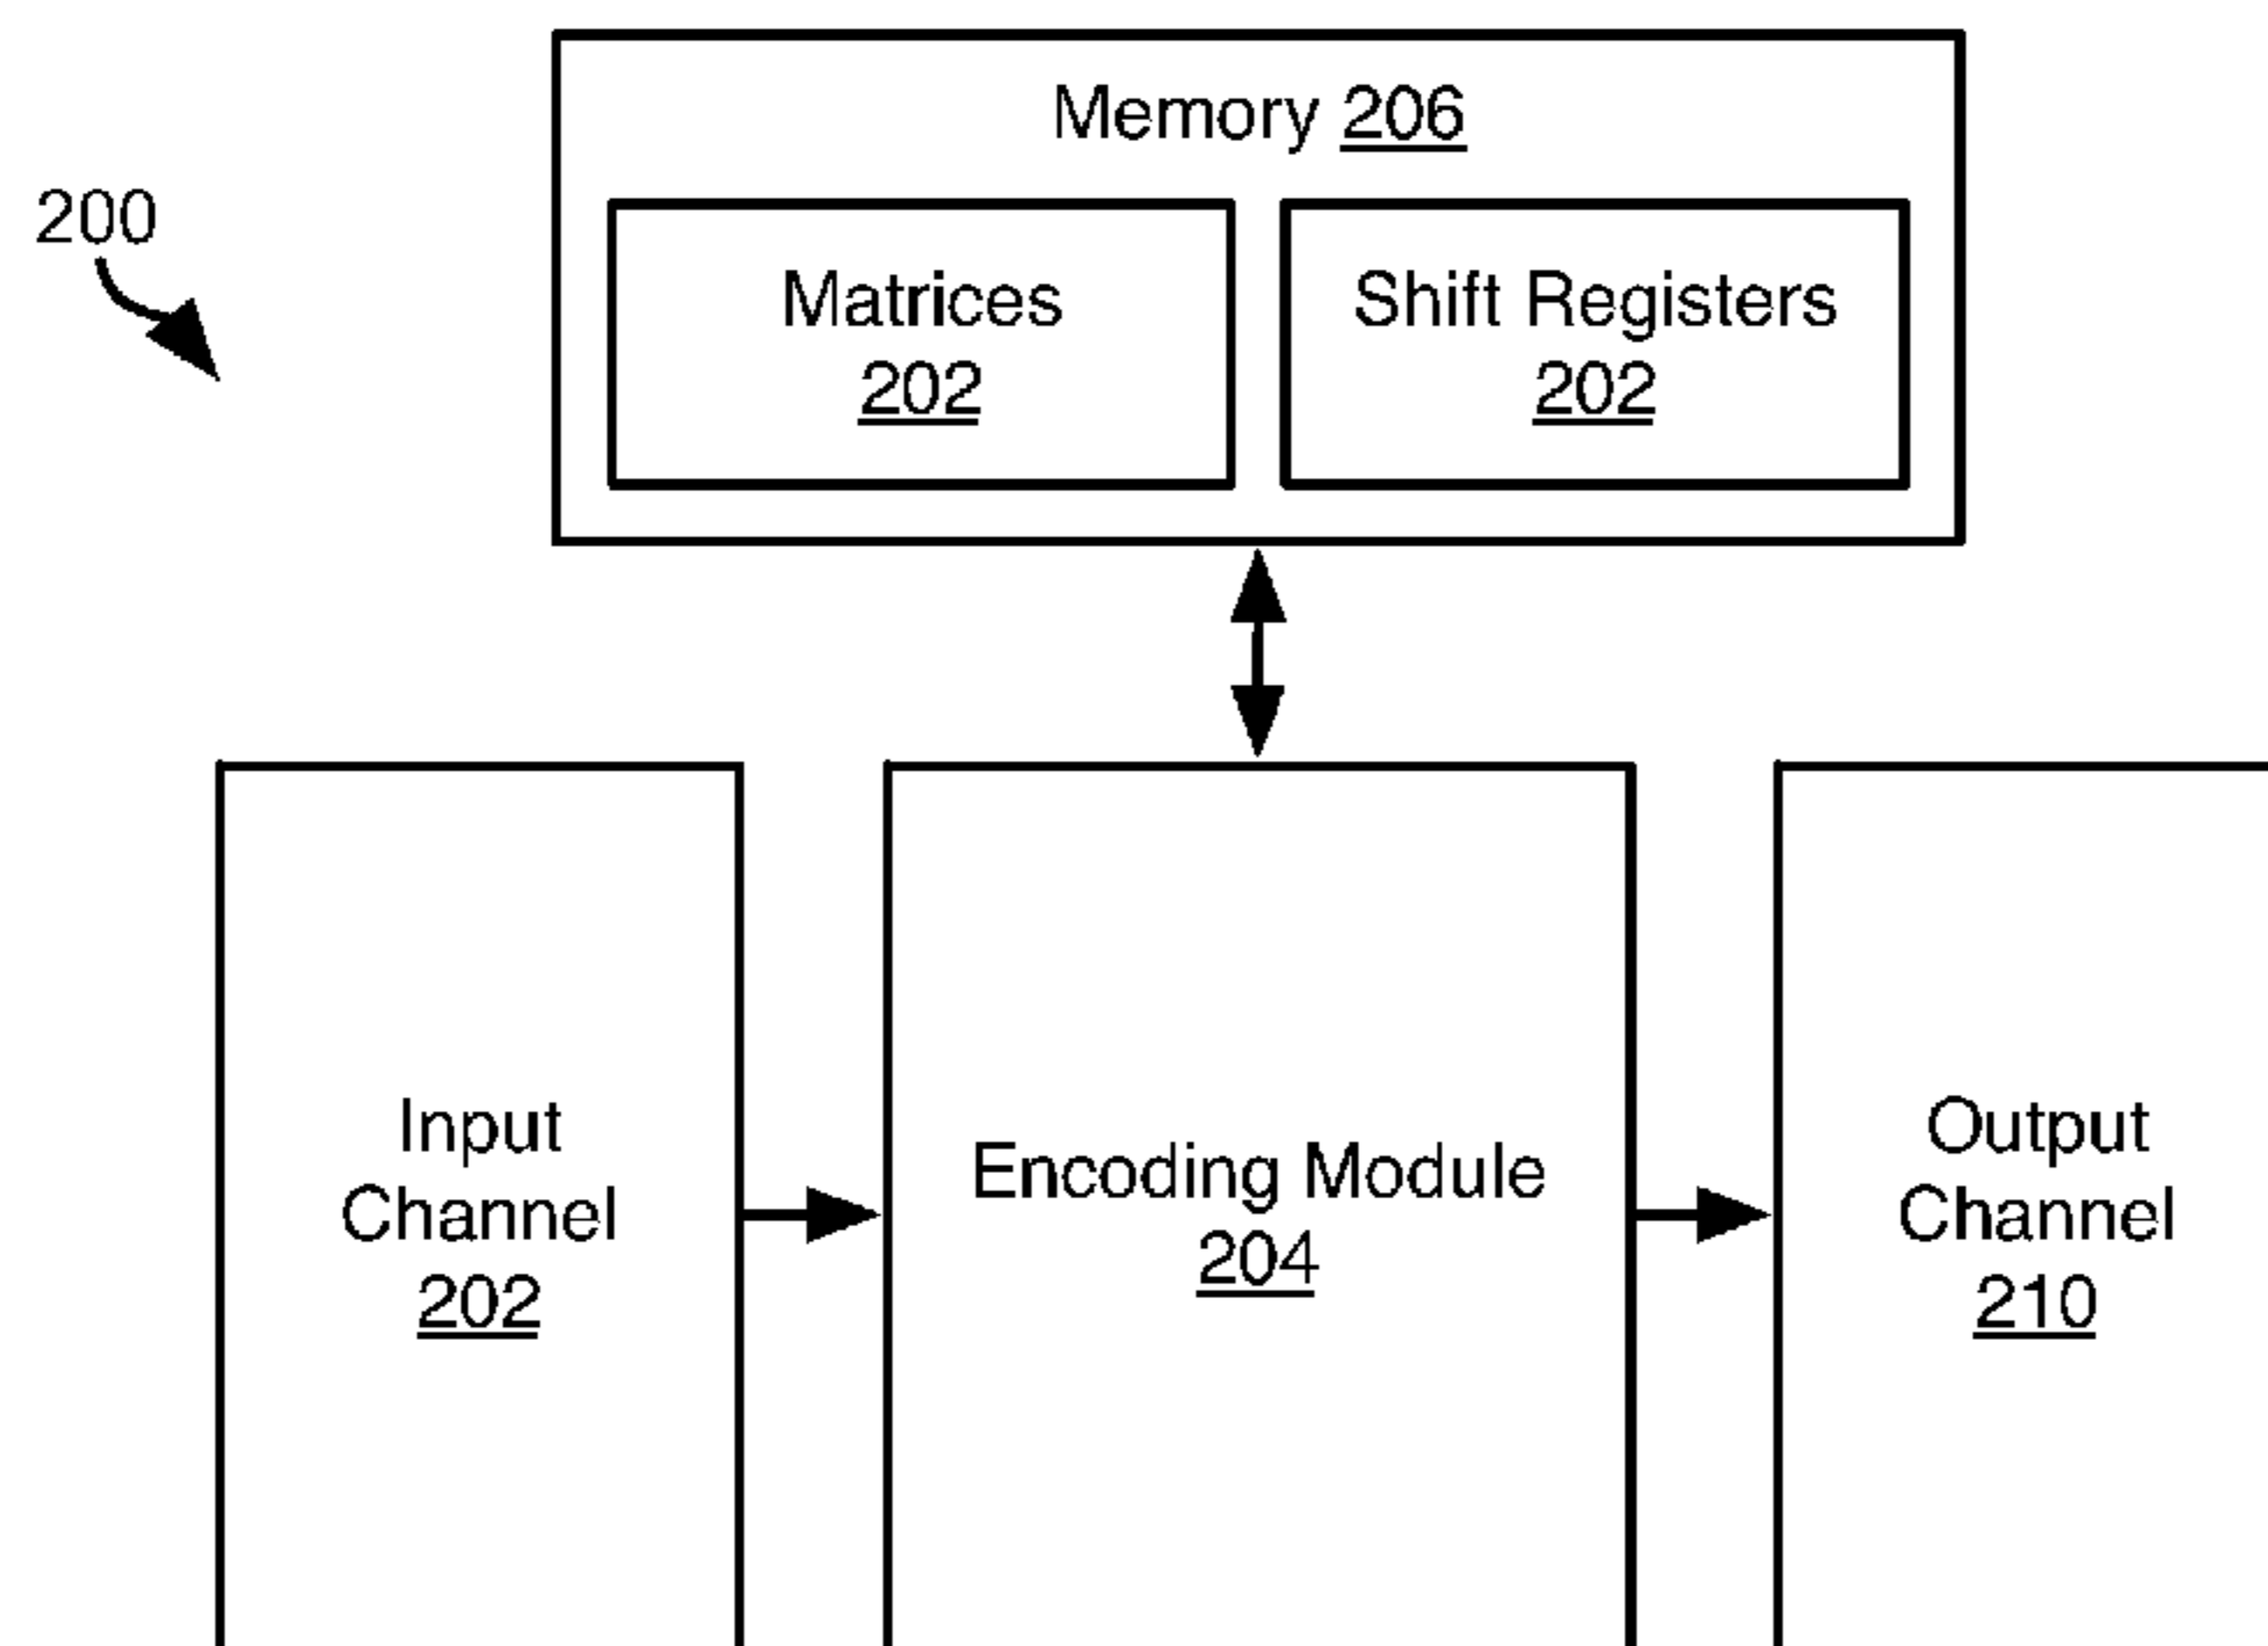 Memory 206
200
Matrices
202
Shift Registers
202
Input
Channel
202
Encoding Module
204
Output
Channel
210